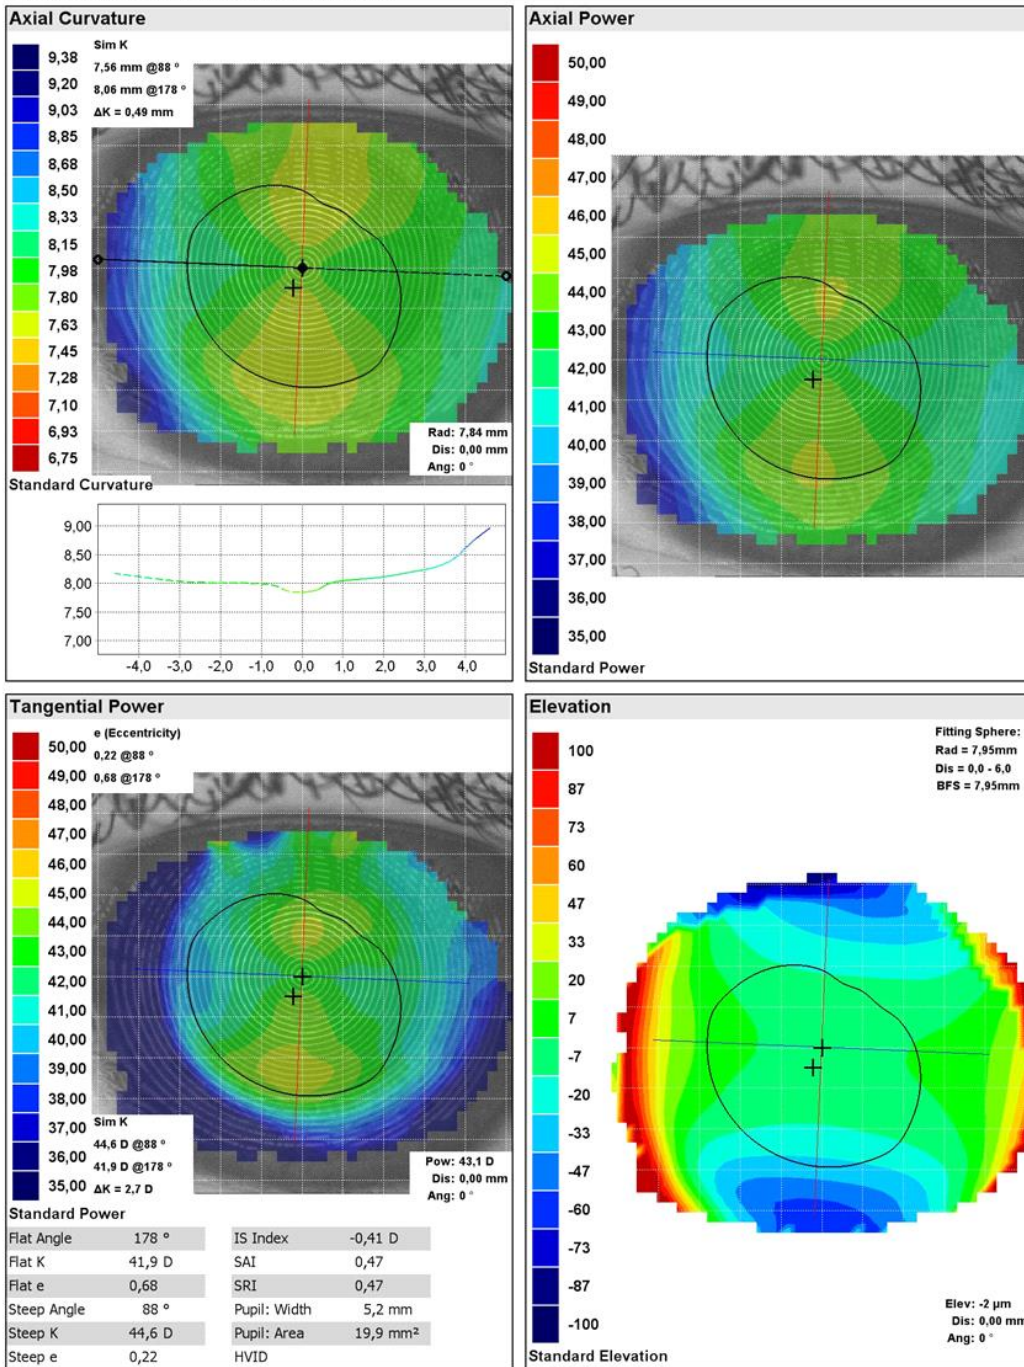 Axial Curvature
Sim K
7,56 mm @88 °
8,06 mm @178 °
ΔK = 0,49 mm
9,38
9,20
9,03
8,85
8,68
8,50
8,33
8,15
7,98
7,80
7,63
7,45
7,28
7,10
6,93
6,75
Rad: 7,84 mm
Dis: 0,00 mm
Ang: 0 °
Standard Curvature
9,00
8,50
8,00
7,50
7,00
-4,0 -3,0 -2,0 -1,0 0,0 1,0 2,0 3,0 4,0
Axial Power
50,00
49,00
48,00
47,00
46,00
45,00
44,00
43,00
42,00
41,00
40,00
39,00
38,00
37,00
36,00
35,00
Standard Power
Tangential Power
e (Eccentricity)
0,22 @88 °
0,68 @178 °
50,00
49,00
48,00
47,00
46,00
45,00
44,00
43,00
42,00
41,00
40,00
39,00
38,00
37,00
36,00
35,00
Sim K
44,6 D @88 °
41,9 D @178 °
ΔK = 2,7 D
Pow: 43,1 D
Dis: 0,00 mm
Ang: 0 °
Standard Power
Flat Angle 178 ° IS Index -0,41 D
Flat K 41,9 D SAI 0,47
Flat e 0,68 SRI 0,47
Steep Angle 88 ° Pupil: Width 5,2 mm
Steep K 44,6 D Pupil: Area 19,9 mm²
Steep e 0,22 HVID
Elevation
Fitting Sphere:
Rad = 7,95mm
Dis = 0,0 - 6,0
BFS = 7,95mm
100
87
73
60
47
33
20
7
-7
-20
-33
-47
-60
-73
-87
-100
Elev: -2 µm
Dis: 0,00 mm
Ang: 0 °
Standard Elevation